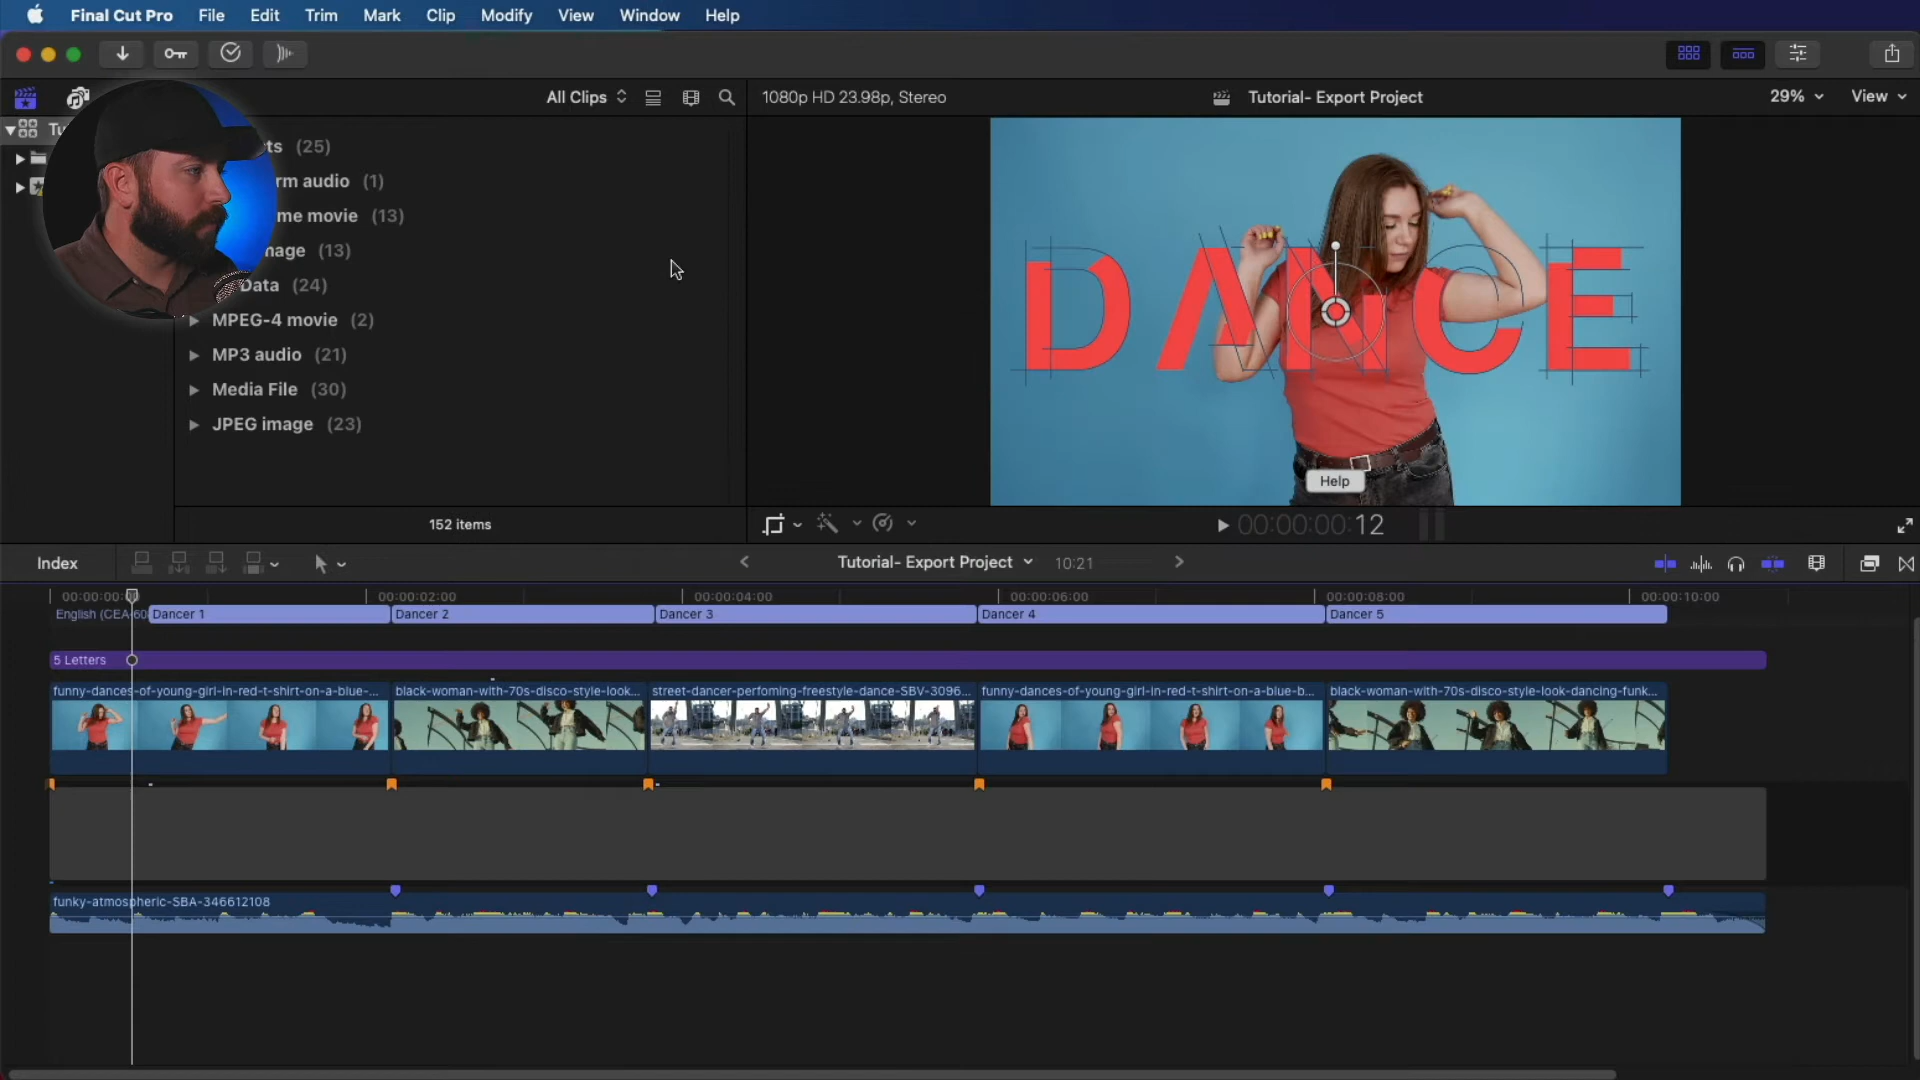 Final Cut Pro File Edit Trim Mark Clip Modify View Window Help
All Clips
1080p HD 23.98p, Stereo
Tutorial- Export Project
29%
View
Tu
ts (25)
rm audio (1)
me movie (13)
mage (13)
Data (24)
MPEG-4 movie (2)
MP3 audio (21)
Media File (30)
JPEG image (23)
152 items
DANCE
Help
00:00:00:12
Index
Tutorial- Export Project
10:21
00:00:00:0
00:00:02:00
00:00:04:00
00:00:06:00
00:00:08:00
00:00:10:00
English (CEA-60
Dancer 1
Dancer 2
Dancer 3
Dancer 4
Dancer 5
5 Letters
funny-dances-of-young-girl-in-red-t-shirt-on-a-blue-...
black-woman-with-70s-disco-style-look...
street-dancer-perfoming-freestyle-dance-SBV-3096...
funny-dances-of-young-girl-in-red-t-shirt-on-a-blue-b...
black-woman-with-70s-disco-style-look-dancing-funk...
funky-atmospheric-SBA-346612108